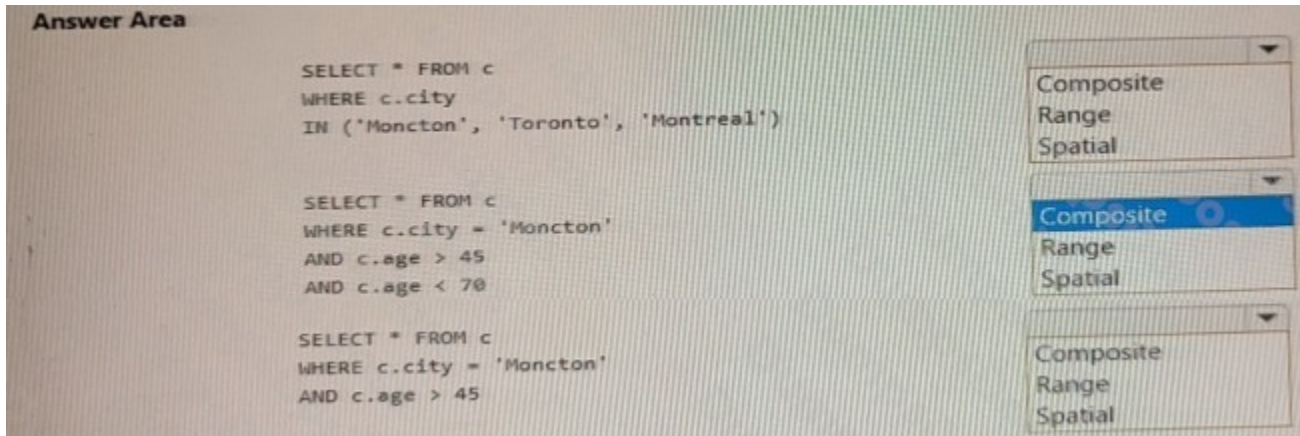 Answer Area
SELECT * FROM c
WHERE c.city
IN ('Moncton', 'Toronto', 'Montreal')
Composite
Range
Spatial
SELECT * FROM c
WHERE c.city = 'Moncton'
AND c.age > 45
AND c.age < 70
Composite
Range
Spatial
SELECT * FROM c
WHERE c.city = 'Moncton'
AND c.age > 45
Composite
Range
Spatial